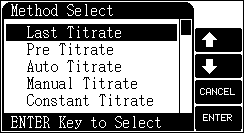 Method Select
Last Titrate
Pre Titrate
Auto Titrate
Manual Titrate
Constant Titrate
ENTER Key to Select
CANCEL
ENTER